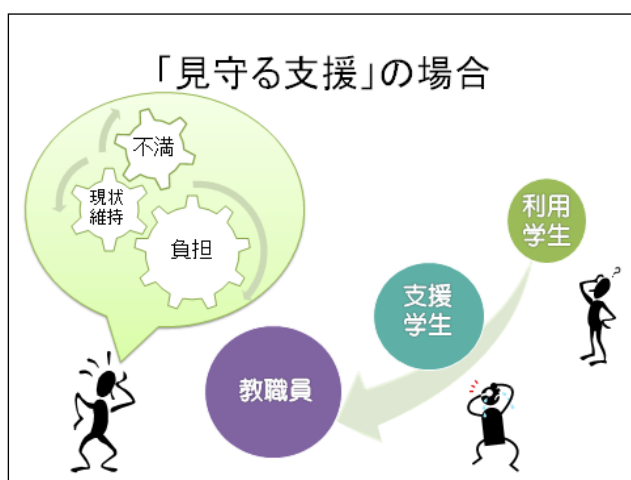 「見守る支援」の場合
不満
現状
維持
負担
利用
学生
支援
学生
教職員
?